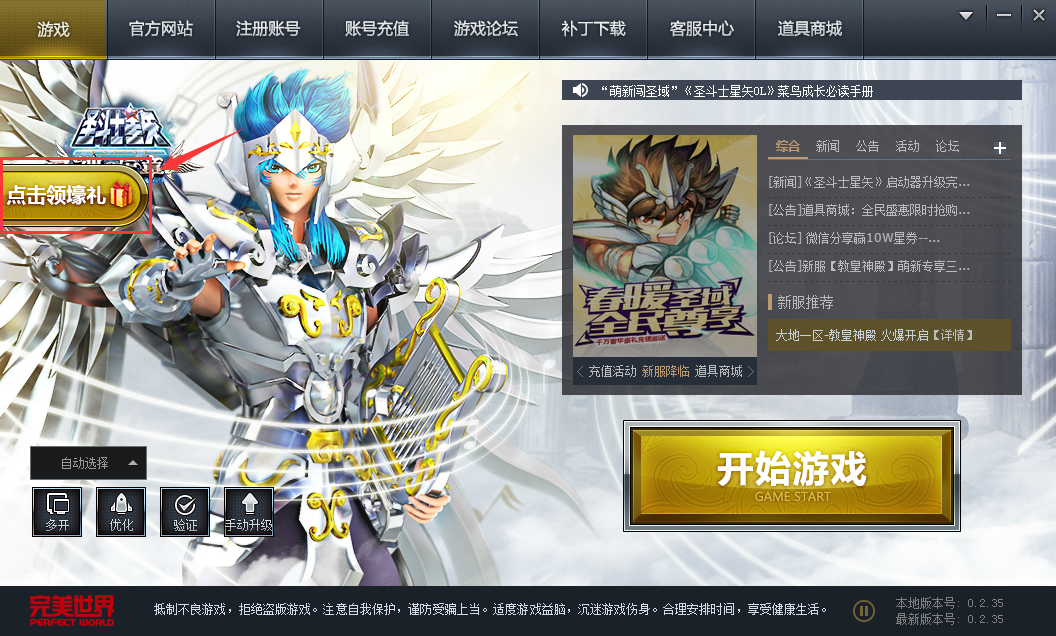 游戏 官方网站 注册账号 账号充值 游戏论坛 补丁下载 客服中心 道具商城
“萌新闯圣域”《圣斗士星矢OL》菜鸟成长必读手册
圣斗士星矢
点击领壕礼
综合 新闻 公告 活动 论坛 +
[新闻]《圣斗士星矢》启动器升级完...
[公告]道具商城：全民盛惠限时抢购...
[论坛] 微信分享赢10W星券--...
[公告]新服【教皇神殿】萌新专享三...
新服推荐
大地一区-教皇神殿 火爆开启【详情】
春暖圣域
全民尊享
充值活动 新服降临 道具商城
开始游戏
GAME START
自动选择
多开 优化 验证 手动升级
完美世界
PERFECT WORLD
抵制不良游戏，拒绝盗版游戏。注意自我保护，谨防受骗上当。适度游戏益脑，沉迷游戏伤身。合理安排时间，享受健康生活。
本地版本号：0.2.35
最新版本号：0.2.35